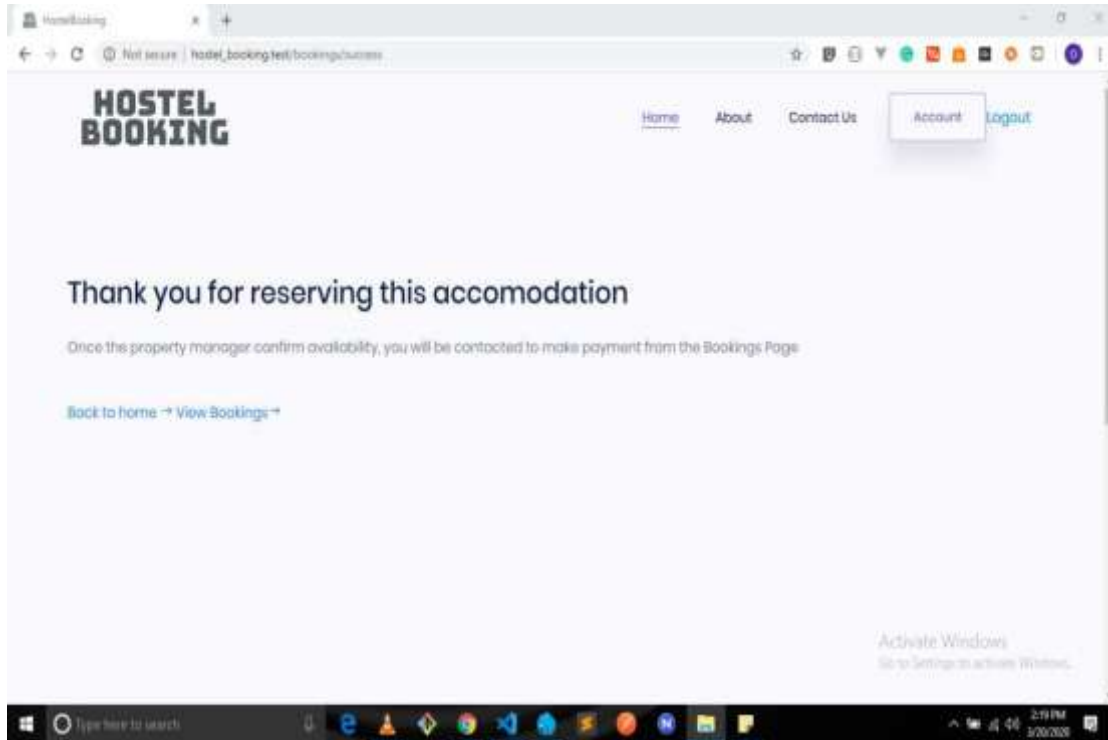 HostelBooking
Not secure | hostel_booking.test/bookings/success
HOSTEL
BOOKING
Home About Contact Us Account Logout
Thank you for reserving this accomodation
Once the property manager confirm availability, you will be contacted to make payment from the Bookings Page
Back to home → View Bookings →
Activate Windows
Go to Settings to activate Windows.
Type here to search
2:19 PM
3/20/2020